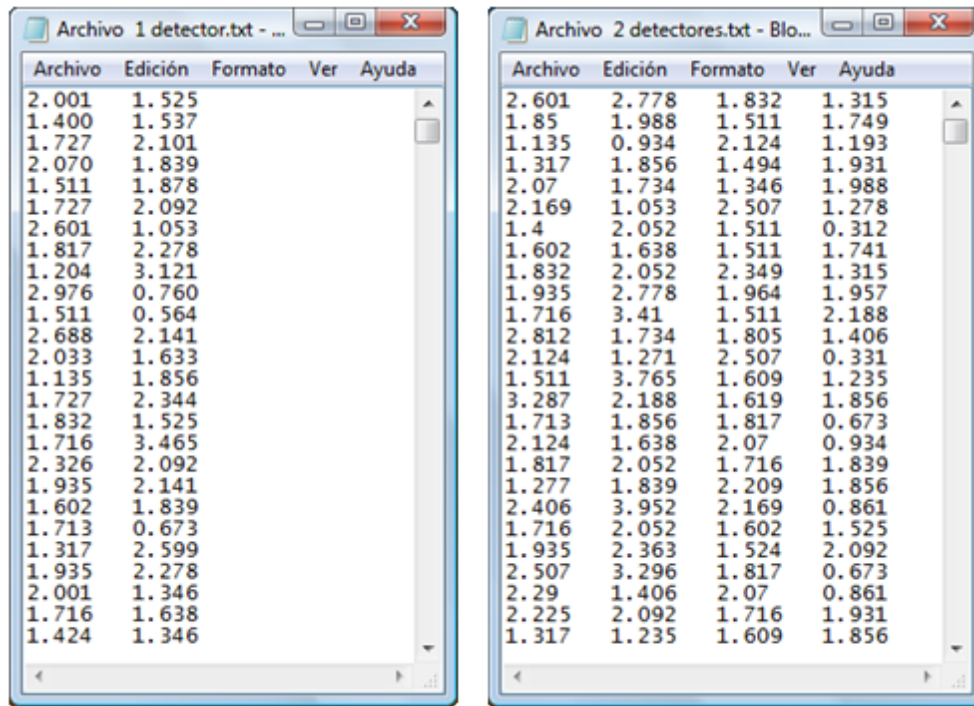 Archivo 1 detector.txt - ...
Archivo Edición Formato Ver Ayuda
2.001 1.525
1.400 1.537
1.727 2.101
2.070 1.839
1.511 1.878
1.727 2.092
2.601 1.053
1.817 2.278
1.204 3.121
2.976 0.760
1.511 0.564
2.688 2.141
2.033 1.633
1.135 1.856
1.727 2.344
1.832 1.525
1.716 3.465
2.326 2.092
1.935 2.141
1.602 1.839
1.713 0.673
1.317 2.599
1.935 2.278
2.001 1.346
1.716 1.638
1.424 1.346
Archivo 2 detectores.txt - Blo...
Archivo Edición Formato Ver Ayuda
2.601 2.778 1.832 1.315
1.85 1.988 1.511 1.749
1.135 0.934 2.124 1.193
1.317 1.856 1.494 1.931
2.07 1.734 1.346 1.988
2.169 1.053 2.507 1.278
1.4 2.052 1.511 0.312
1.602 1.638 1.511 1.741
1.832 2.052 2.349 1.315
1.935 2.778 1.964 1.957
1.716 3.41 1.511 2.188
2.812 1.734 1.805 1.406
2.124 1.271 2.507 0.331
1.511 3.765 1.609 1.235
3.287 2.188 1.619 1.856
1.713 1.856 1.817 0.673
2.124 1.638 2.07 0.934
1.817 2.052 1.716 1.839
1.277 1.839 2.209 1.856
2.406 3.952 2.169 0.861
1.716 2.052 1.602 1.525
1.935 2.363 1.524 2.092
2.507 3.296 1.817 0.673
2.29 1.406 2.07 0.861
2.225 2.092 1.716 1.931
1.317 1.235 1.609 1.856